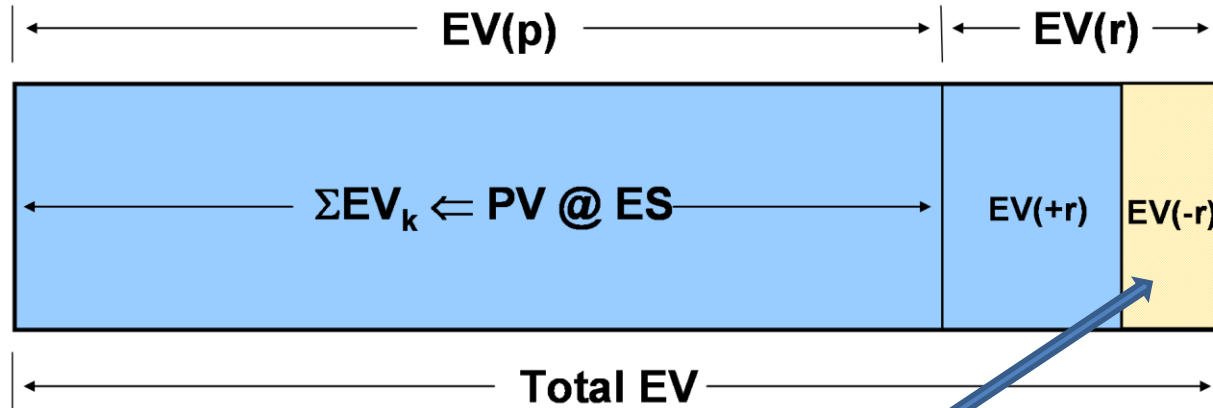 EV(p) EV(r)
ΣEVk ⇐ PV @ ES EV(+r) EV(-r)
Total EV